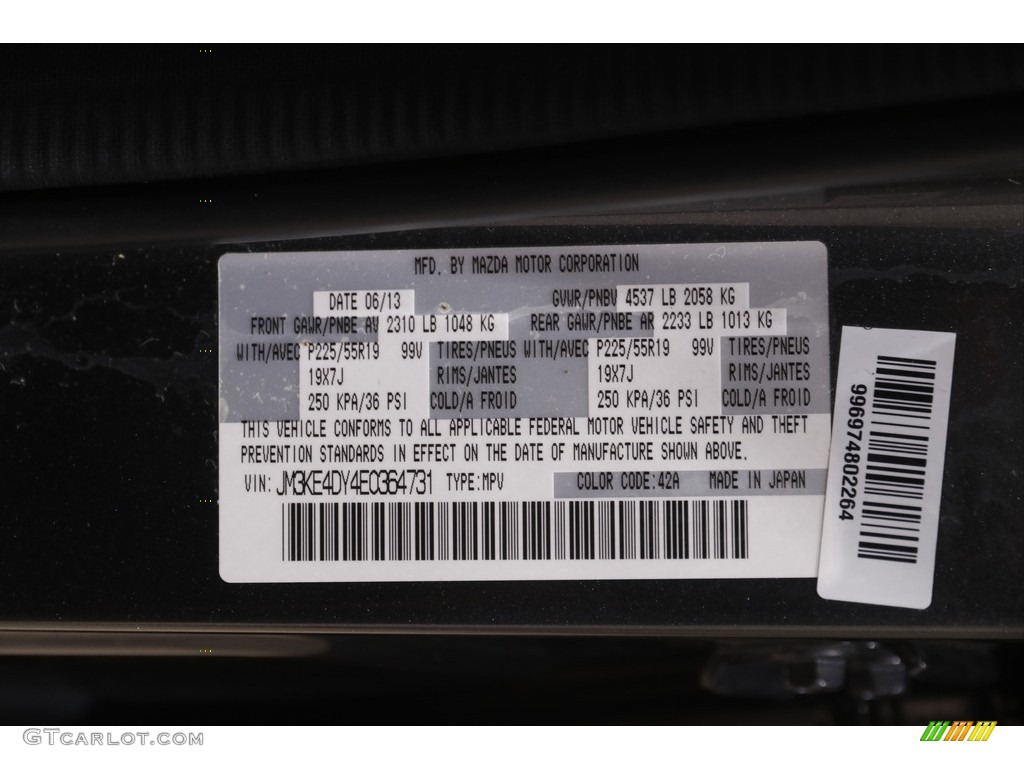 MFD. BY MAZDA MOTOR CORPORATION
DATE 06/13 GVWR/PNBV 4537 LB 2058 KG
FRONT GAWR/PNBE AV 2310 LB 1048 KG REAR GAWR/PNBE AR 2233 LB 1013 KG
WITH/AVEC P225/55R19 99V TIRES/PNEUS WITH/AVEC P225/55R19 99V TIRES/PNEUS
19X7J RIMS/JANTES 19X7J RIMS/JANTES
250 KPA/36 PSI COLD/A FROID 250 KPA/36 PSI COLD/A FROID
THIS VEHICLE CONFORMS TO ALL APPLICABLE FEDERAL MOTOR VEHICLE SAFETY AND THEFT
PREVENTION STANDARDS IN EFFECT ON THE DATE OF MANUFACTURE SHOWN ABOVE.
VIN: JM3KE4DY4E0364731 TYPE:MPV COLOR CODE:42A MADE IN JAPAN
996974802264
GTCarlot.com